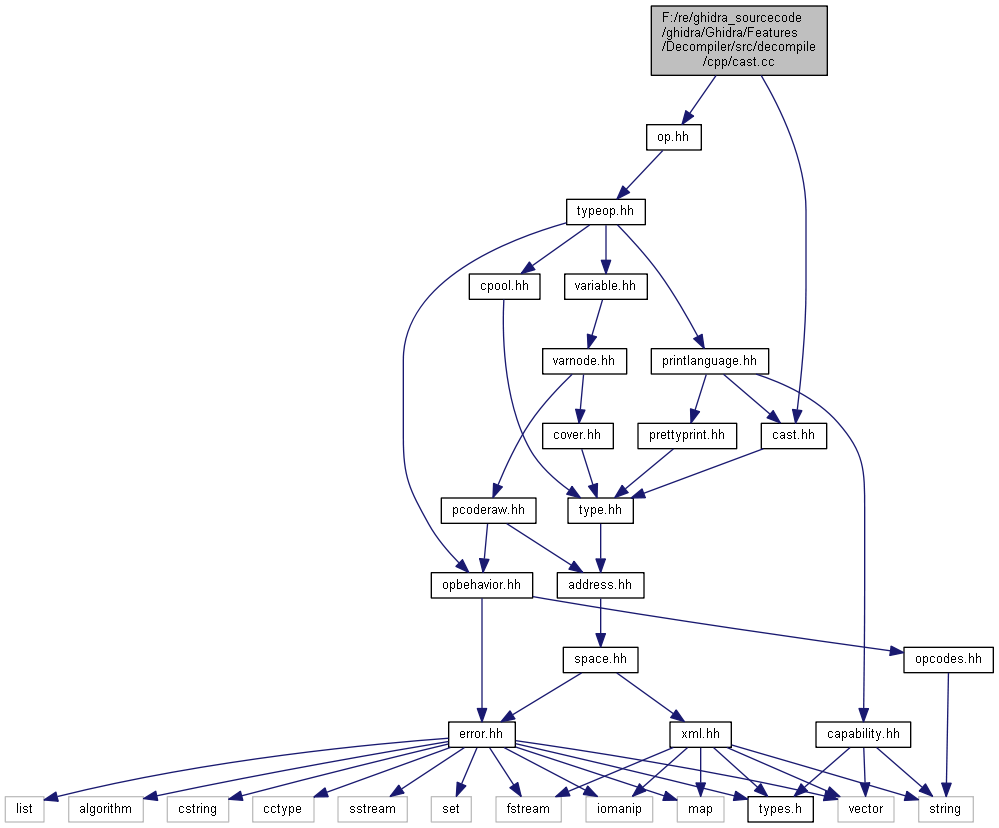 F:/re/ghidra_sourcecode
/ghidra/Ghidra/Features
/Decompiler/src/decompile
/cpp/cast.cc
op.hh
typeop.hh
cpool.hh
variable.hh
varnode.hh
printlanguage.hh
cover.hh
prettyprint.hh
cast.hh
pcoderaw.hh
type.hh
opbehavior.hh
address.hh
space.hh
opcodes.hh
error.hh
xml.hh
capability.hh
list
algorithm
cstring
cctype
sstream
set
fstream
iomanip
map
types.h
vector
string